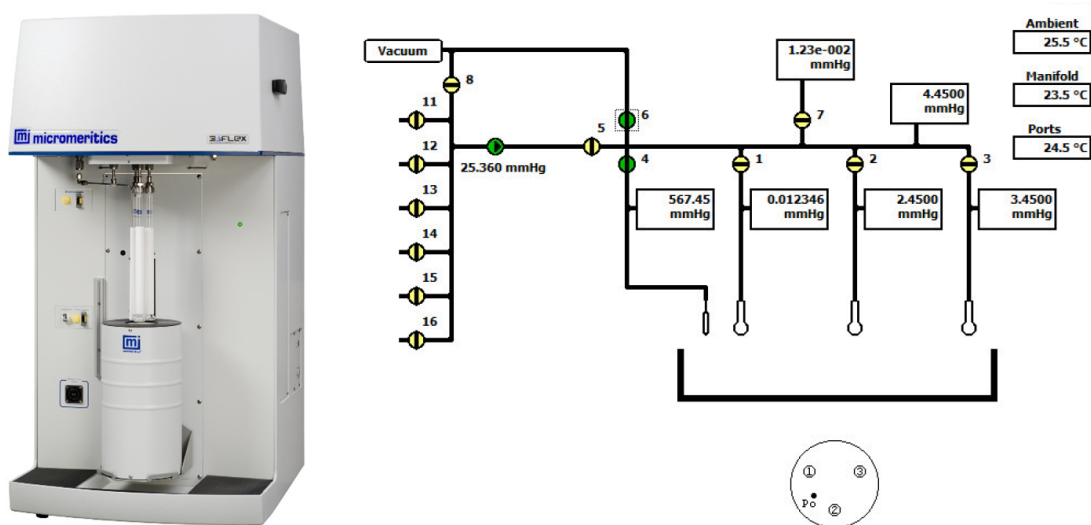 mi micromeritics
3FLEX
mi
Vacuum
8
11
12
13
14
15
16
25.360 mmHg
5
6
4
1.23e-002
mmHg
7
4.4500
mmHg
1
2
3
567.45
mmHg
0.012346
mmHg
2.4500
mmHg
3.4500
mmHg
Ambient
25.5 °C
Manifold
23.5 °C
Ports
24.5 °C
1
3
Po
2